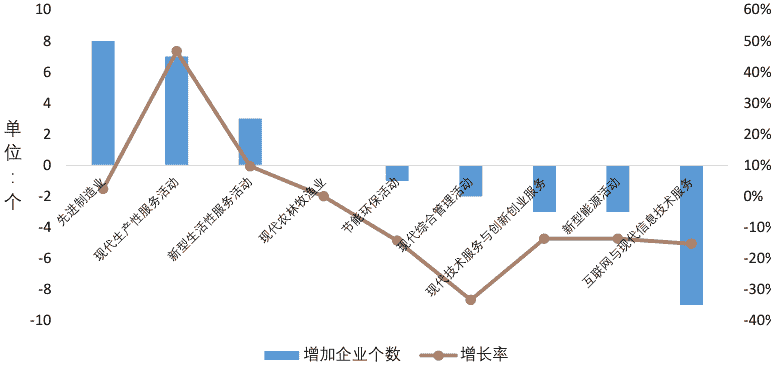 10
8
6
4
2
0
-2
-4
-6
-8
-10
单位：个
60%
50%
40%
30%
20%
10%
0%
-10%
-20%
-30%
-40%
先进制造业
现代生产性服务活动
新型生活性服务活动
现代农林牧渔业
节能环保活动
现代综合管理活动
现代技术服务与创新创业服务
新型能源活动
互联网与现代信息技术服务
增加企业个数
增长率